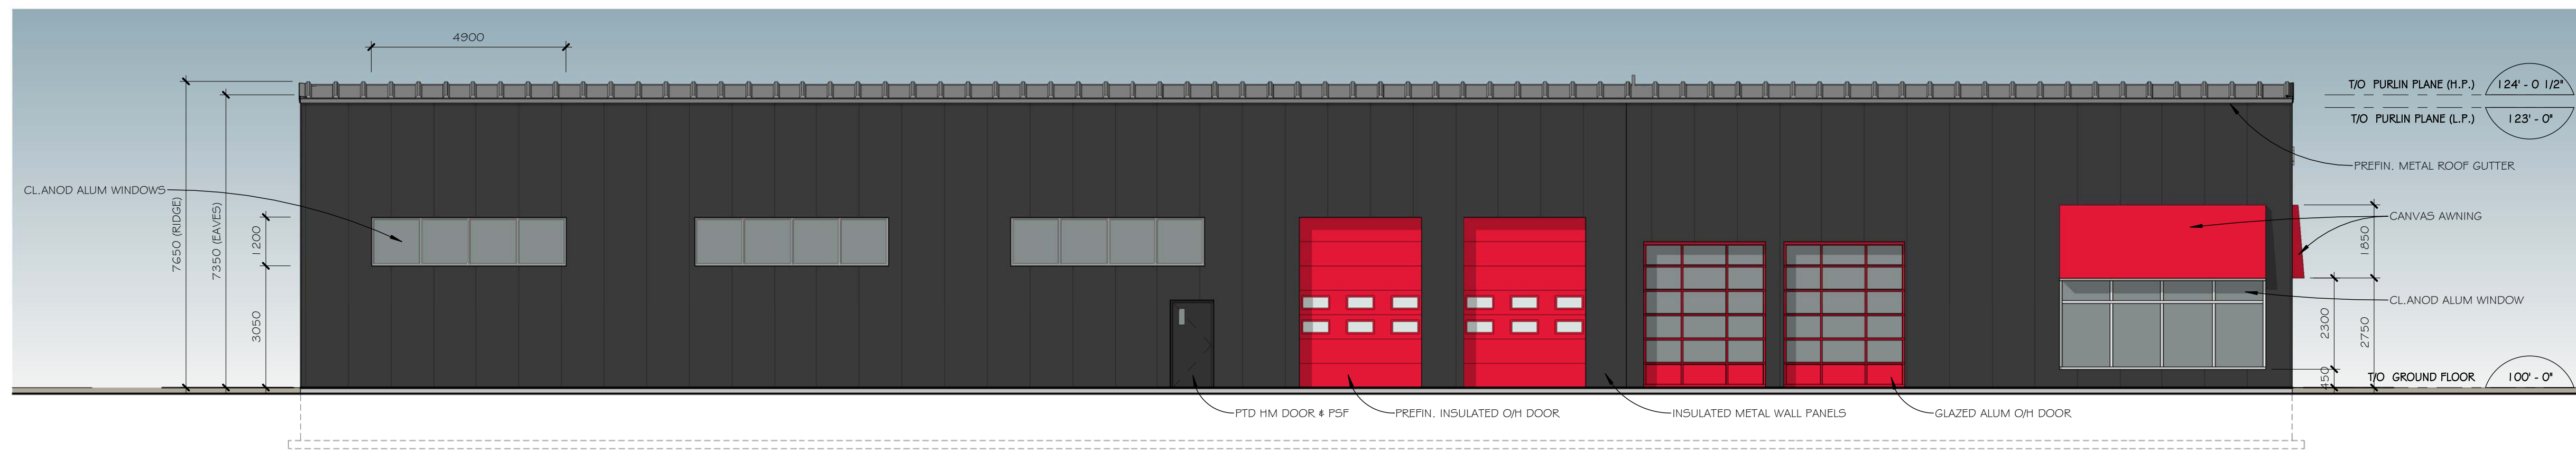 4900
T/O PURLIN PLANE (H.P.)
124' - 0 1/2"
T/O PURLIN PLANE (L.P.)
123' - 0"
PREFIN. METAL ROOF GUTTER
CL.ANOD ALUM WINDOWS
7650 (RIDGE)
7350 (EAVES)
1200
3050
CANVAS AWNING
1850
CL.ANOD ALUM WINDOW
2300
2750
450
T/O GROUND FLOOR
100' - 0"
PTD HM DOOR & PSF
PREFIN. INSULATED O/H DOOR
INSULATED METAL WALL PANELS
GLAZED ALUM O/H DOOR